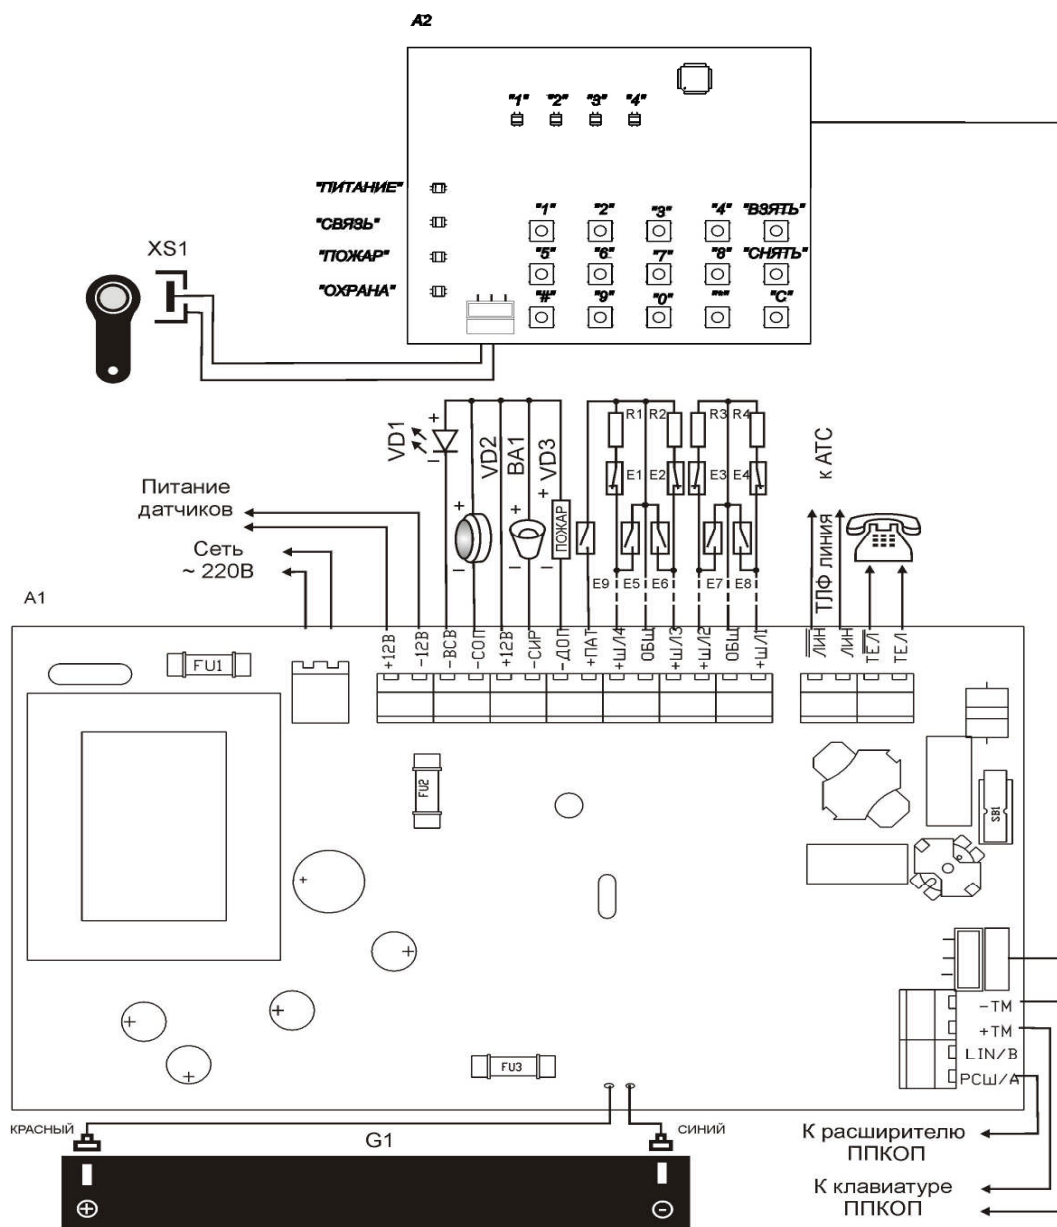 A2
"1" "2" "3" "4"
"ПИТАНИЕ"
"СВЯЗЬ"
"ПОЖАР"
"ОХРАНА"
"1" "2" "3" "4" "ВЗЯТЬ"
"5" "6" "7" "8" "СНЯТЬ"
"#" "9" "0" "*" "С"
XS1
VD1
VD2
BA1
VD3
ПОЖАР
R1 R2 R3 R4
E1 E2 E3 E4
E9 E5 E6 E7 E8
к АТС
ТЛФ ЛИНИЯ
Питание
датчиков
Сеть
~ 220В
A1
+12В
-12В
-ВСВ
-СОП
+12В
-СИР
-ДОП
+ПАТ
+ШЛ4
ОБЩ
+ШЛ3
+ШЛ2
ОБЩ
+ШЛ1
ЛИН
ЛИН
ТЕЛ
ТЕЛ
FU1
FU2
SB1
FU3
-TM
+TM
LIN/B
РСШ/А
КРАСНЫЙ
G1
СИНИЙ
К расширителю
ППКОП
К клавиатуре
ППКОП